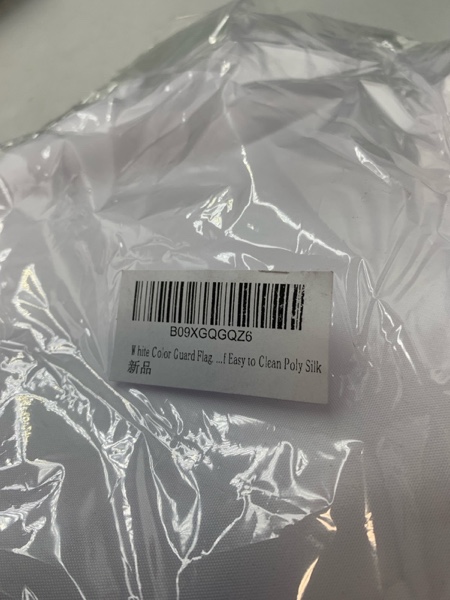 B09XGQGQZ6
White Color Guard Flag, ...f Easy to Clean Poly Silk
新品